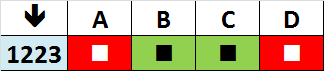 🡻 A B C D
1223 ■ ■ ■ ■